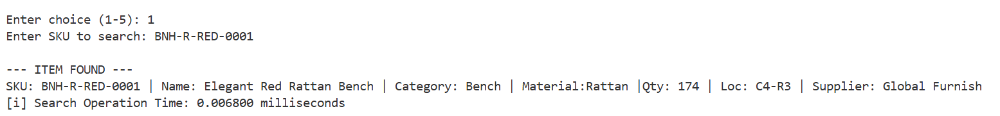 Enter choice (1-5): 1
Enter SKU to search: BNH-R-RED-0001
--- ITEM FOUND ---
SKU: BNH-R-RED-0001 | Name: Elegant Red Rattan Bench | Category: Bench | Material:Rattan |Qty: 174 | Loc: C4-R3 | Supplier: Global Furnish
[i] Search Operation Time: 0.006800 milliseconds